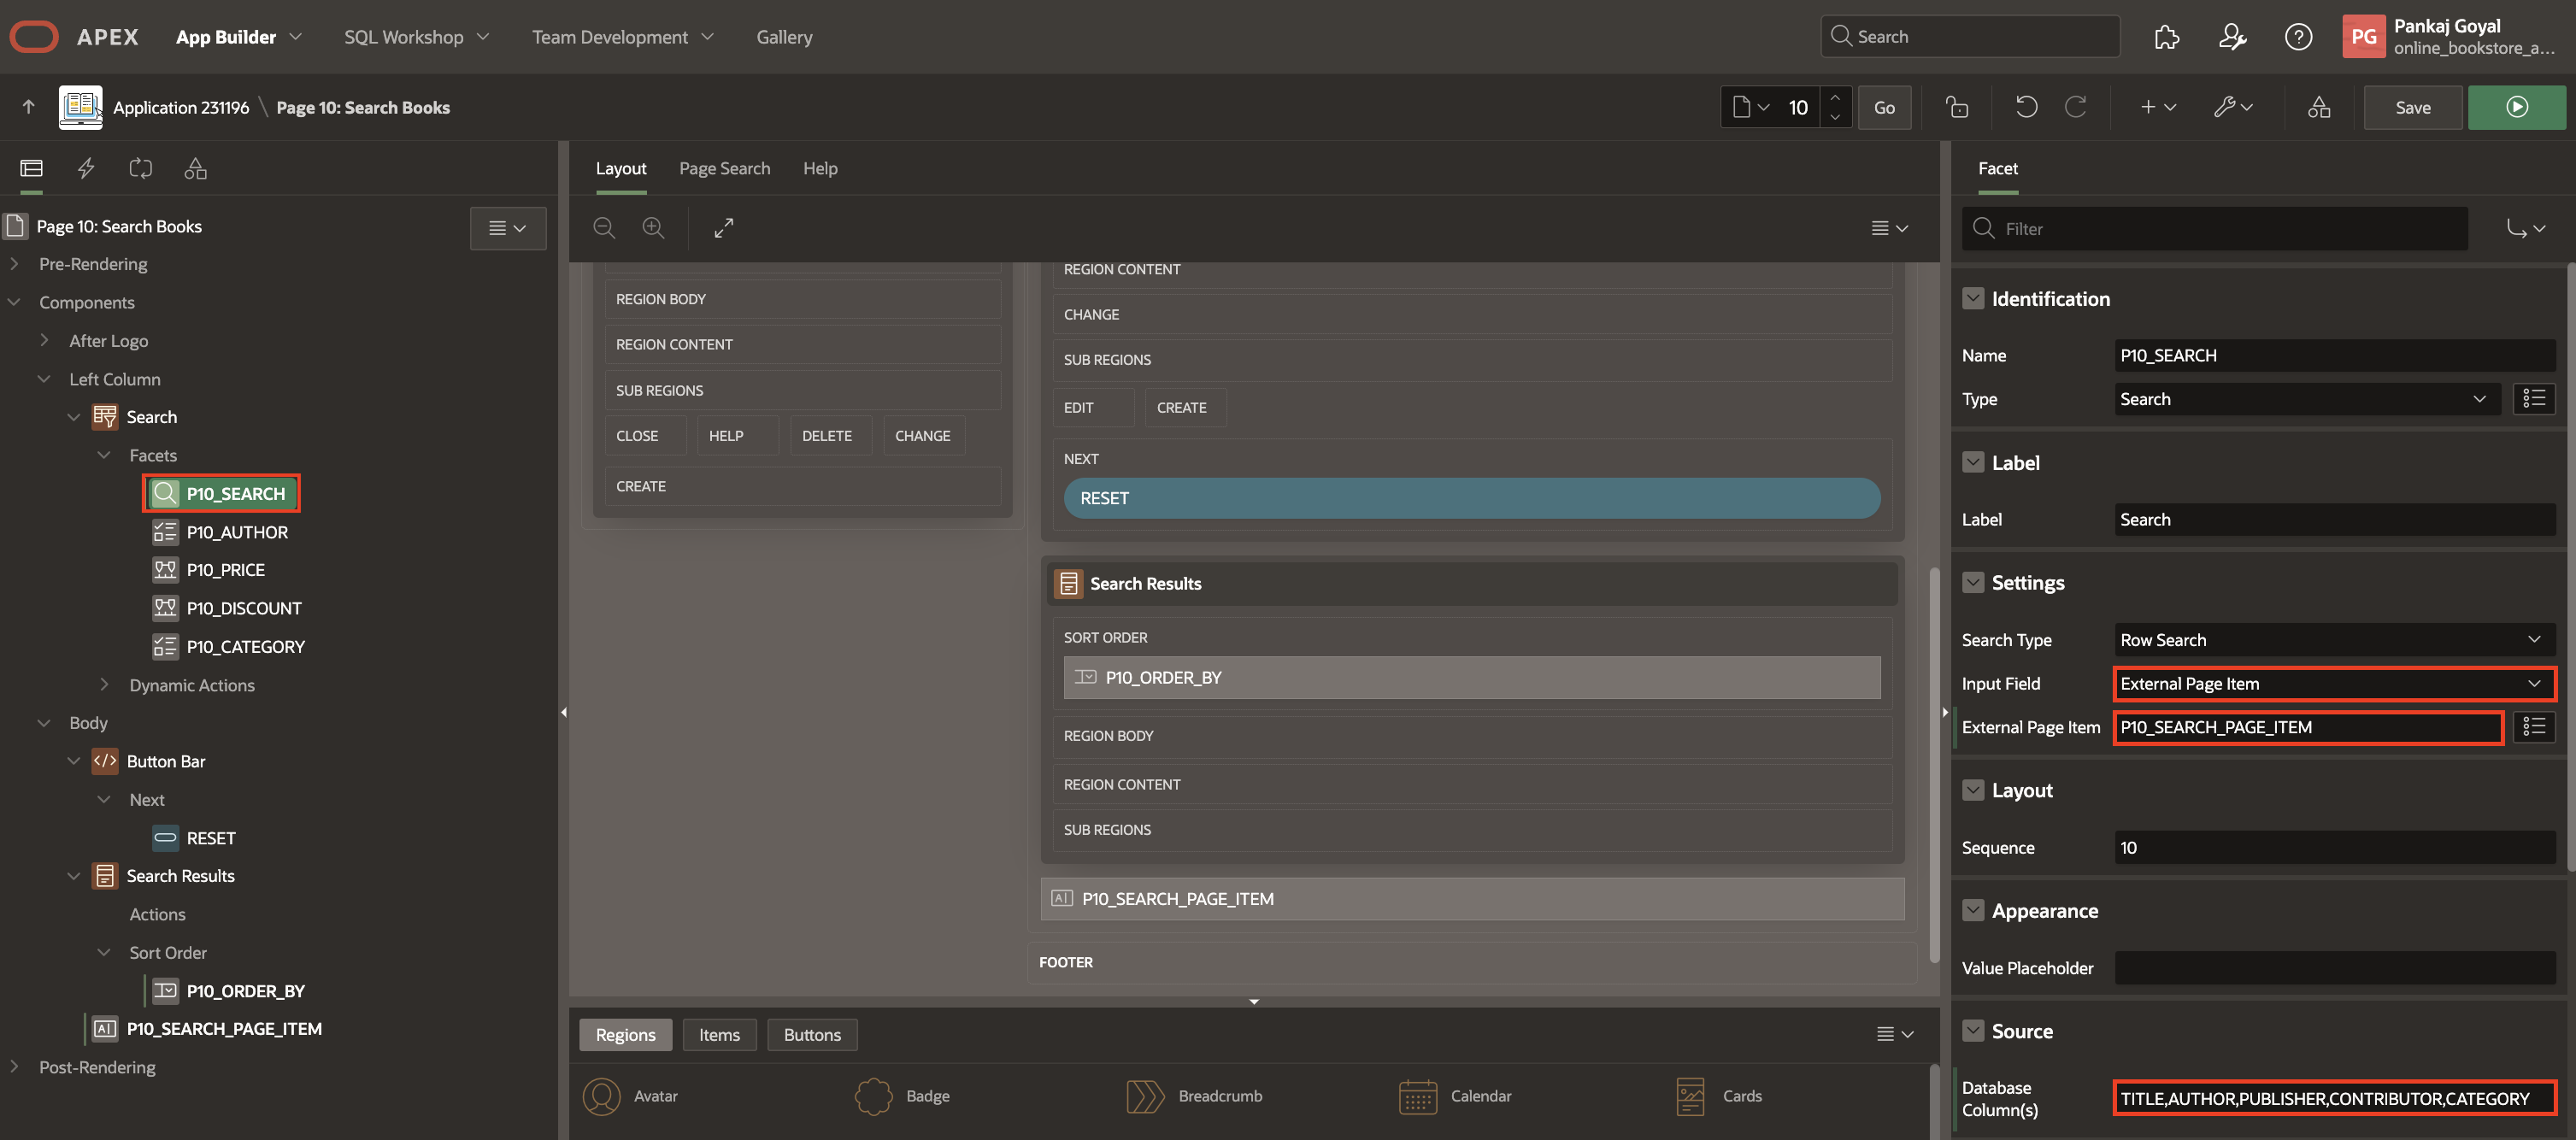 APEX App Builder SQL Workshop Team Development Gallery Search PG Pankaj Goyal
online_bookstore_a...
Application 231196 \ Page 10: Search Books 10 Go Save
Layout Page Search Help Facet
Page 10: Search Books
Pre-Rendering
Components
After Logo
Left Column
Search
Facets
P10_SEARCH
P10_AUTHOR
P10_PRICE
P10_DISCOUNT
P10_CATEGORY
Dynamic Actions
Body
Button Bar
Next
RESET
Search Results
Actions
Sort Order
P10_ORDER_BY
P10_SEARCH_PAGE_ITEM
Post-Rendering
REGION BODY
REGION CONTENT
SUB REGIONS
CLOSE HELP DELETE CHANGE
CREATE
REGION CONTENT
CHANGE
SUB REGIONS
EDIT CREATE
NEXT
RESET
Search Results
SORT ORDER
P10_ORDER_BY
REGION BODY
REGION CONTENT
SUB REGIONS
P10_SEARCH_PAGE_ITEM
FOOTER
Regions Items Buttons
Avatar Badge Breadcrumb Calendar Cards
Filter
Identification
Name P10_SEARCH
Type Search
Label
Label Search
Settings
Search Type Row Search
Input Field External Page Item
External Page Item P10_SEARCH_PAGE_ITEM
Layout
Sequence 10
Appearance
Value Placeholder
Source
Database
Column(s) TITLE,AUTHOR,PUBLISHER,CONTRIBUTOR,CATEGORY